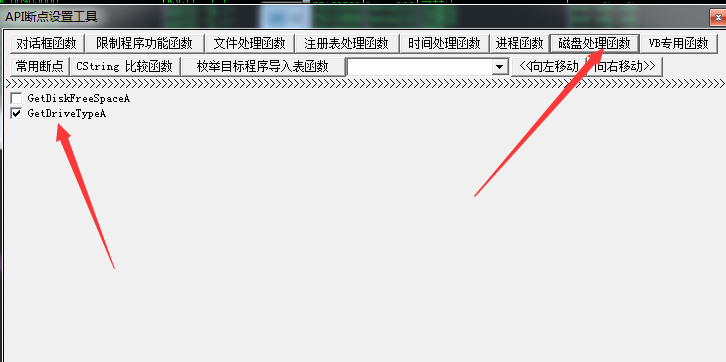 API断点设置工具
对话框函数 限制程序功能函数 文件处理函数 注册表处理函数 时间处理函数 进程函数 磁盘处理函数 VB专用函数
常用断点 CString 比较函数 枚举目标程序导入表函数 <<向左移动 向右移动>>
GetDiskFreeSpaceA
GetDriveTypeA